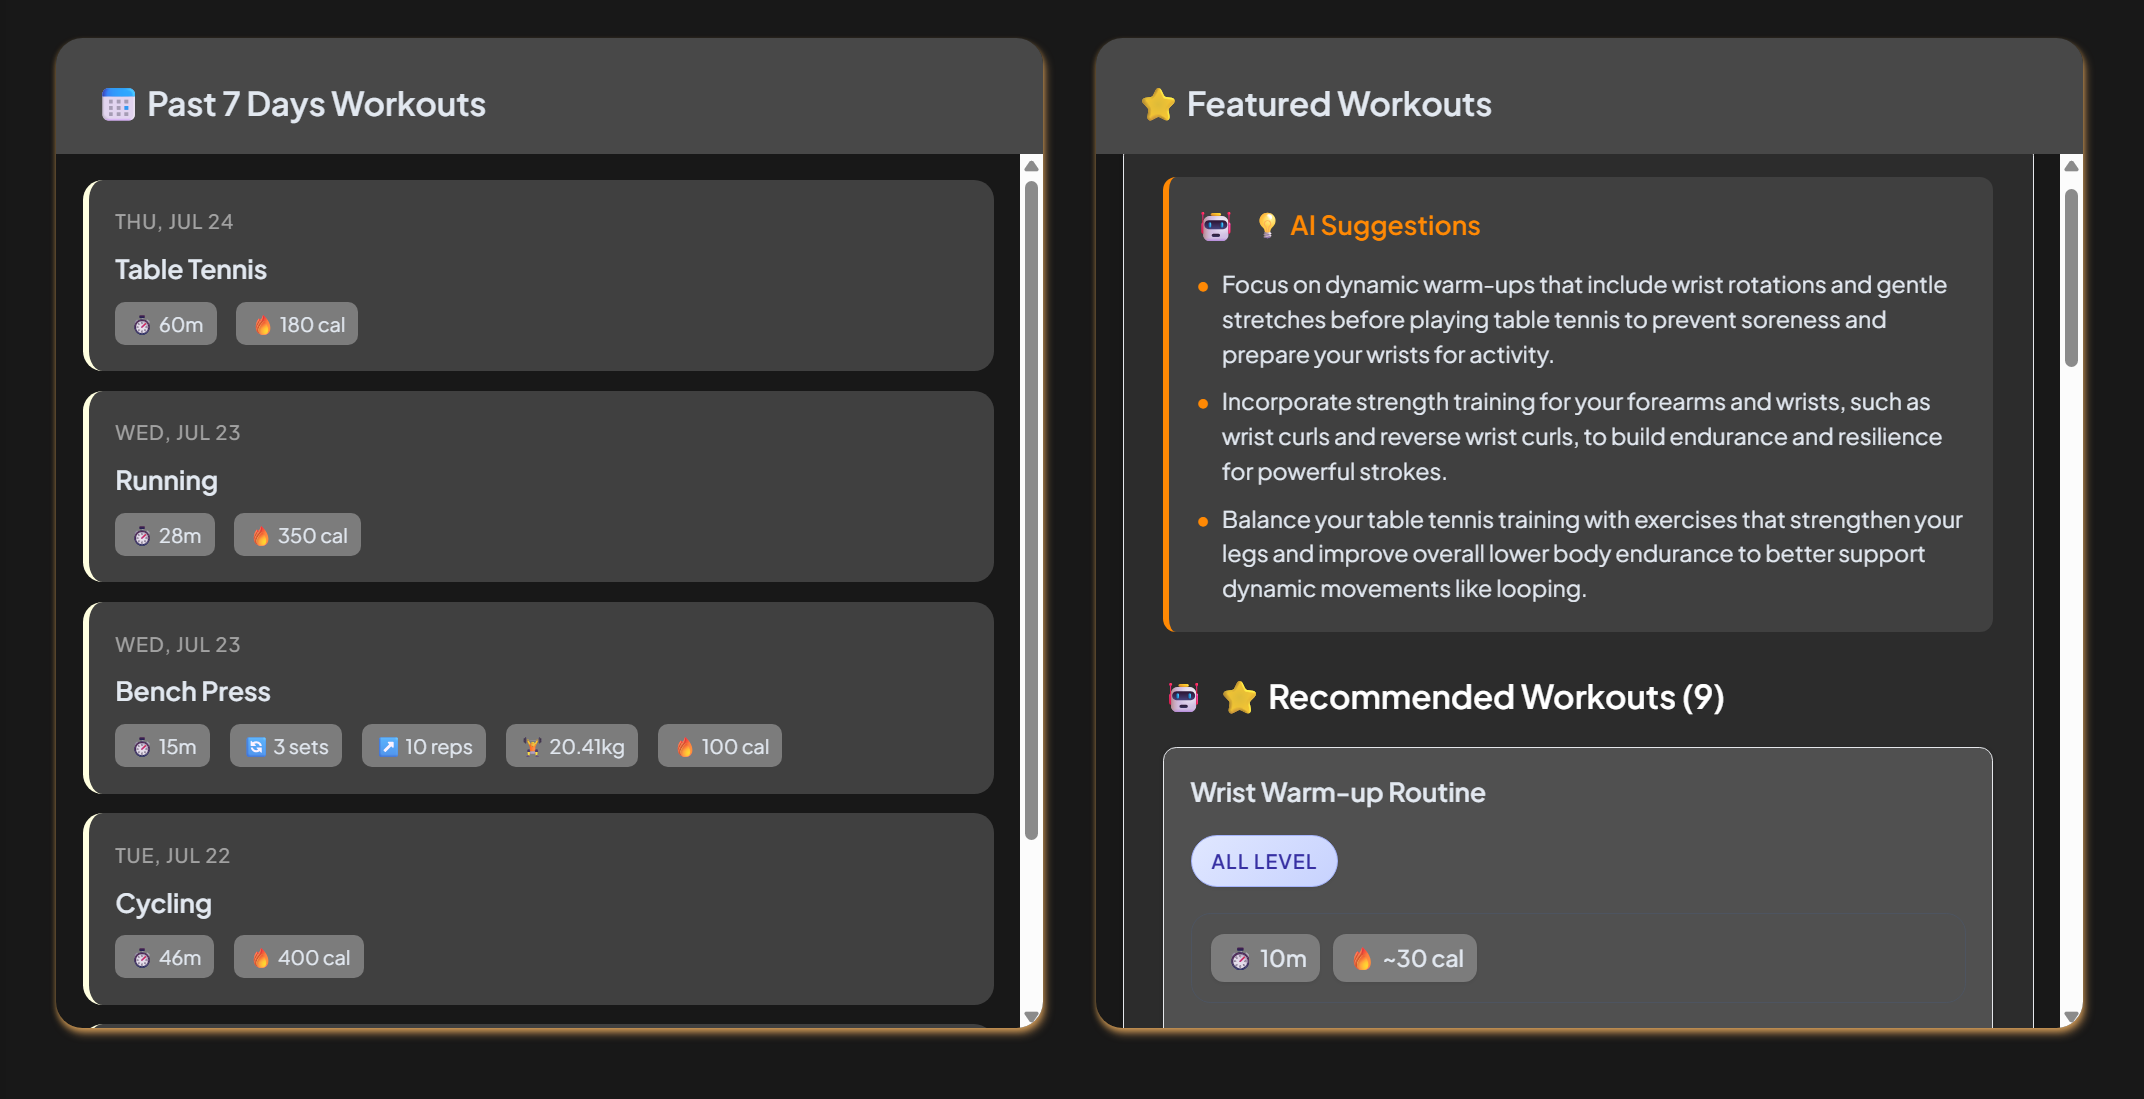 Past 7 Days Workouts
THU, JUL 24
Table Tennis
60m
180 cal
WED, JUL 23
Running
28m
350 cal
WED, JUL 23
Bench Press
15m
3 sets
10 reps
20.41kg
100 cal
TUE, JUL 22
Cycling
46m
400 cal
Featured Workouts
AI Suggestions
Focus on dynamic warm-ups that include wrist rotations and gentle
stretches before playing table tennis to prevent soreness and
prepare your wrists for activity.
Incorporate strength training for your forearms and wrists, such as
wrist curls and reverse wrist curls, to build endurance and resilience
for powerful strokes.
Balance your table tennis training with exercises that strengthen your
legs and improve overall lower body endurance to better support
dynamic movements like looping.
Recommended Workouts (9)
Wrist Warm-up Routine
ALL LEVEL
10m
~30 cal